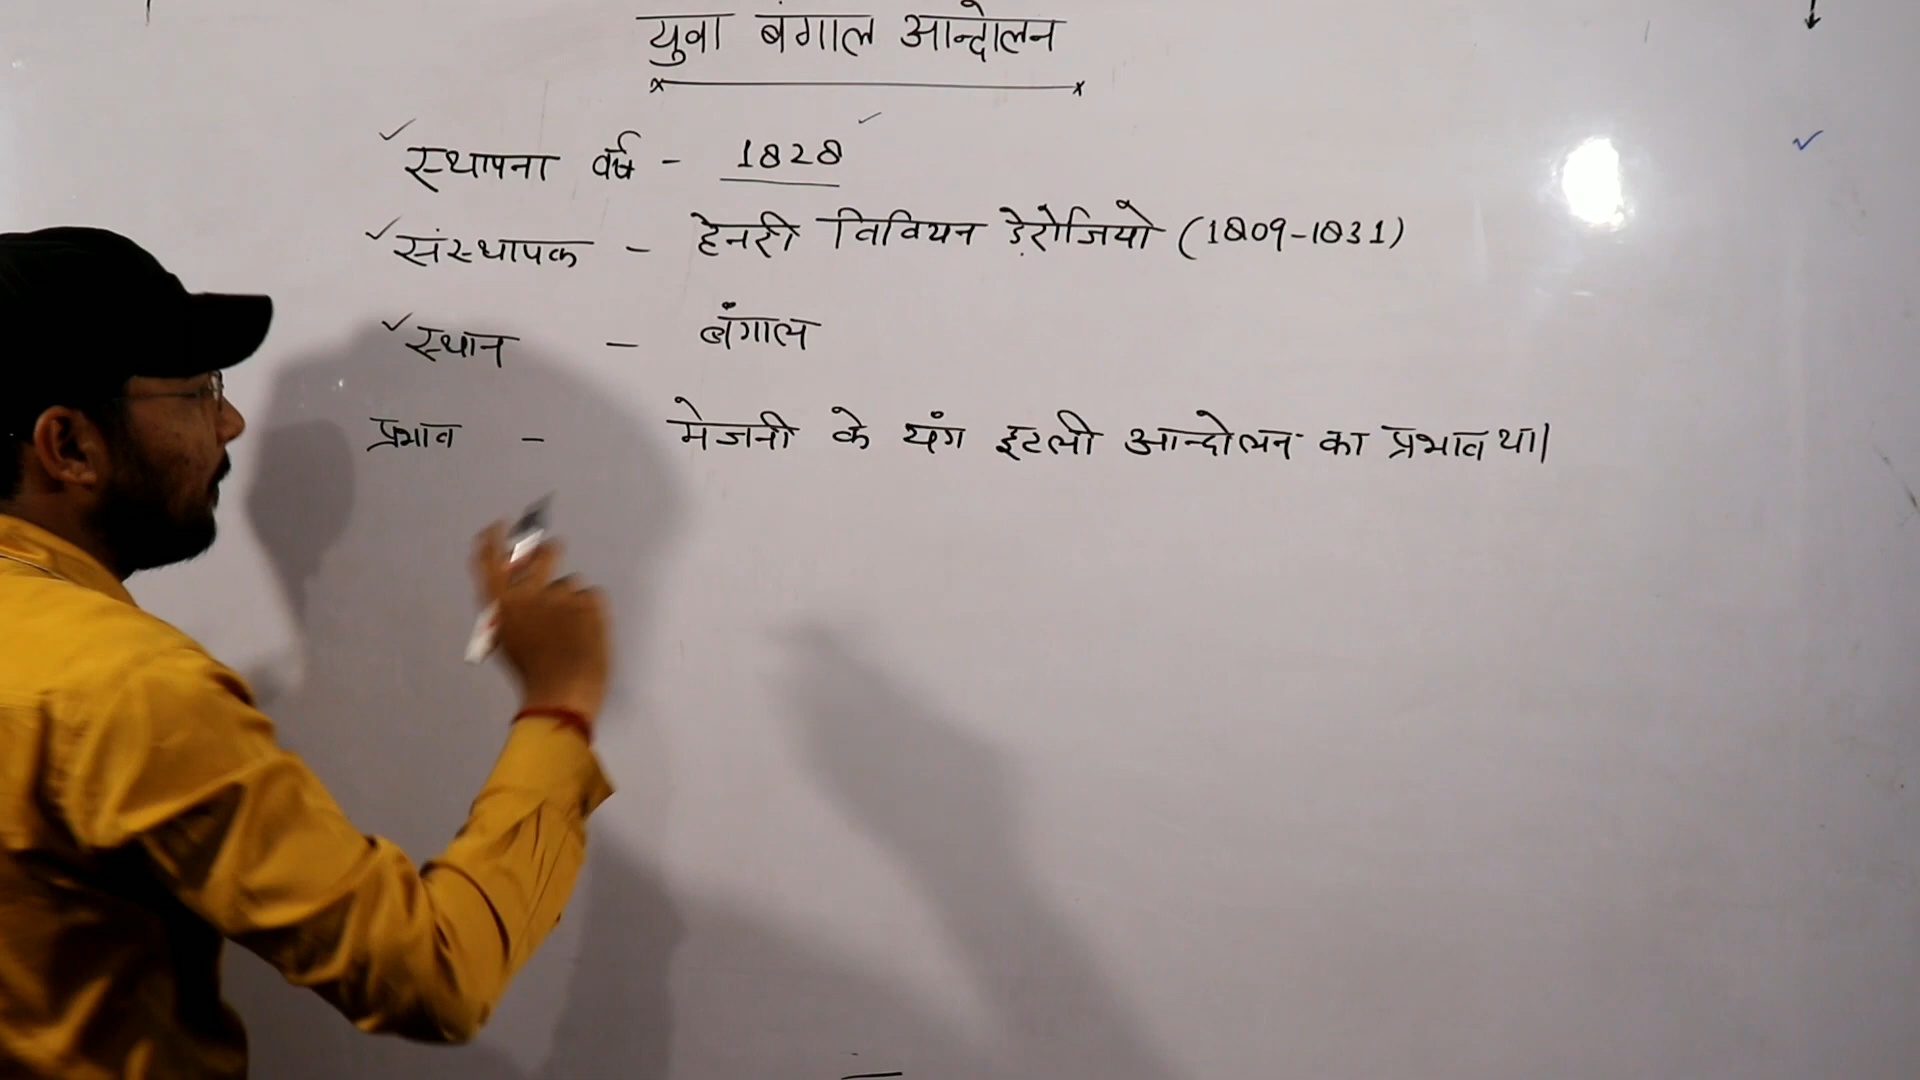 युवा बंगाल आन्दोलन
स्थापना वर्ष - 1828
संस्थापक - हेनरी विवियन डेरोजियो (1809-1831)
स्थान - बंगाल
प्रभाव - मेजनी के यंग इटली आन्दोलन का प्रभाव था।